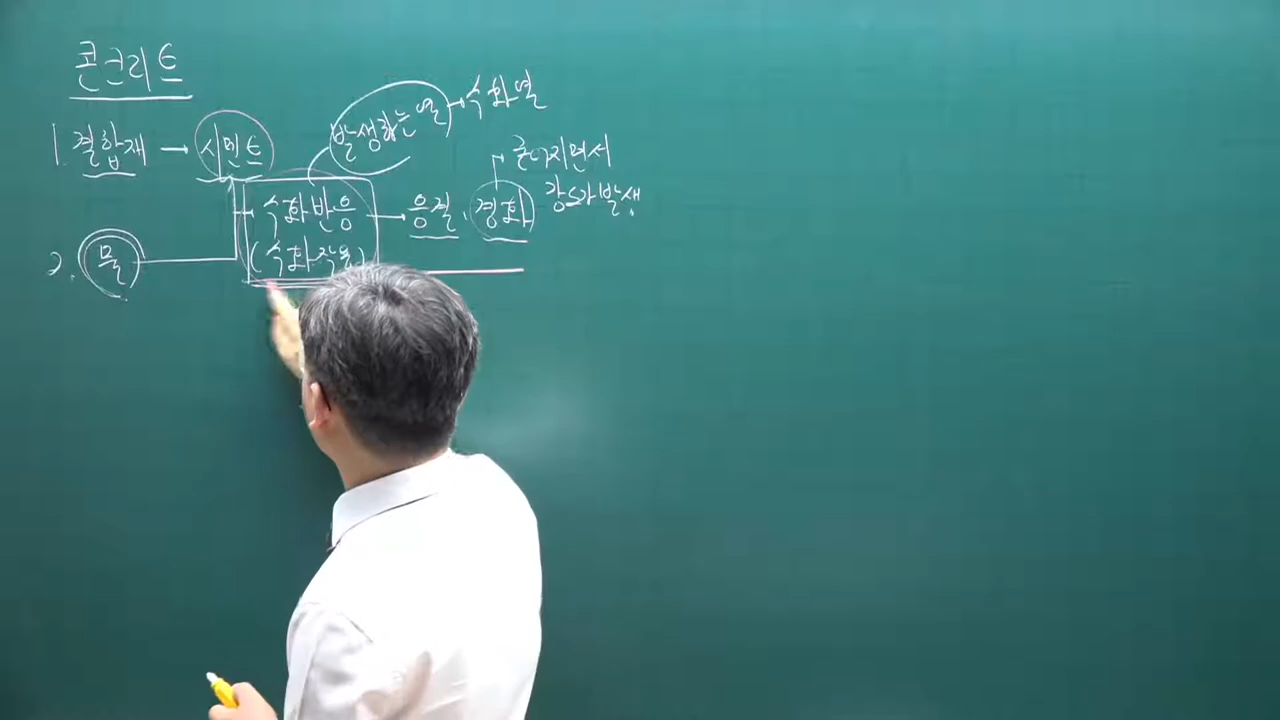 콘크리트
1. 결합재 → 시멘트
발생하는 열 → 수화열
수화반응 → 응결, 경화
(수화작용)
굳어지면서
강도가 발생.
2. 물